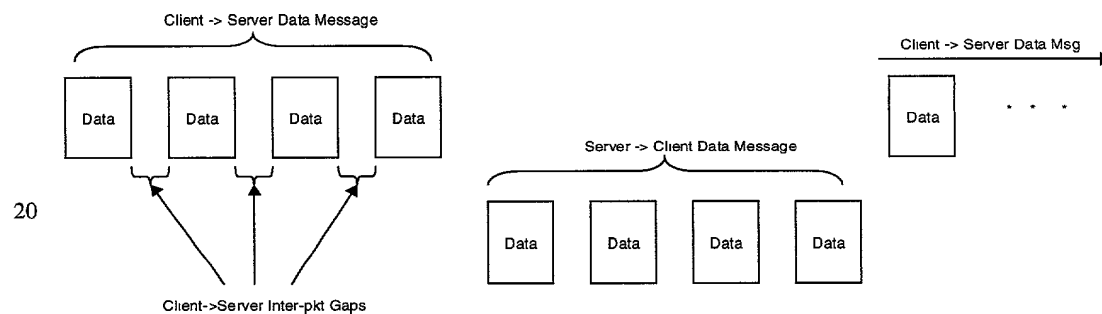 Client -> Server Data Message
Client -> Server Data Msg
Data Data Data Data
Data
* * *
Server -> Client Data Message
20
Data Data Data Data
Client->Server Inter-pkt Gaps